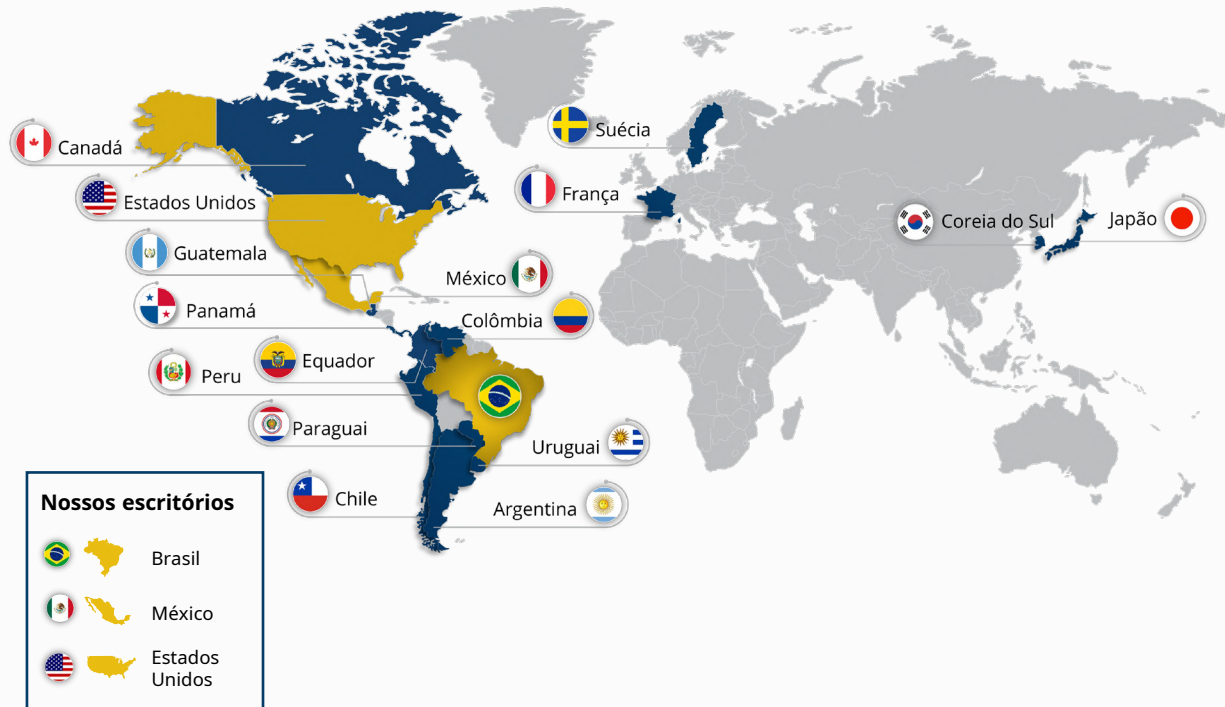 Suécia
Canadá
França
Estados Unidos
Coreia do Sul
Japão
Guatemala
México
Panamá
Colômbia
Equador
Peru
Paraguai
Uruguai
Chile
Argentina
Nossos escritórios
Brasil
México
Estados
Unidos